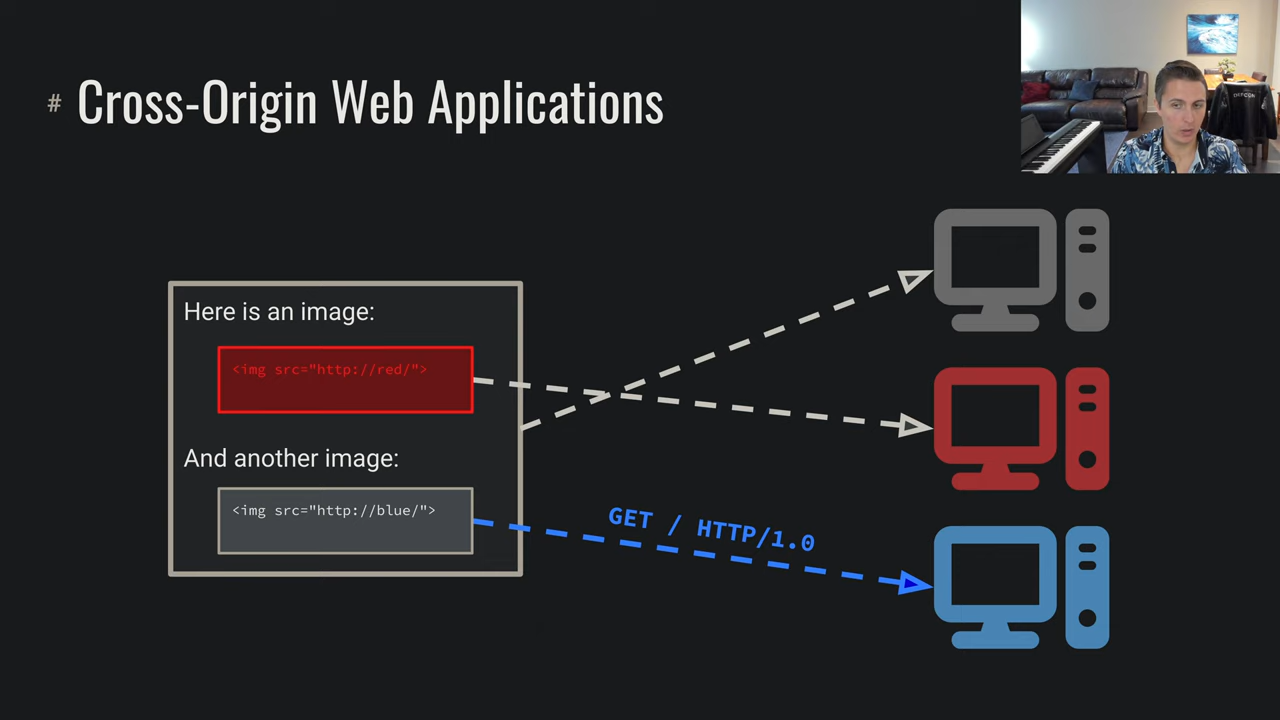 # Cross-Origin Web Applications
DEFCON
Here is an image:
<img src="http://red/">
And another image:
<img src="http://blue/">
GET / HTTP/1.0